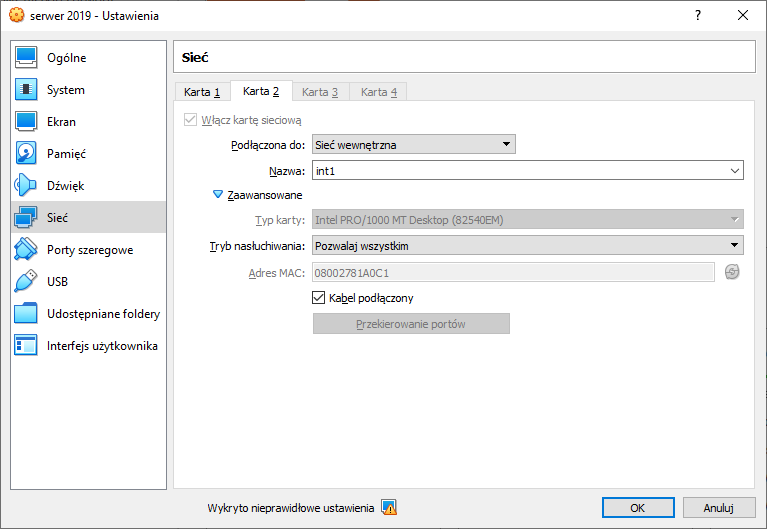 serwer 2019 - Ustawienia
?
Ogólne
System
Ekran
Pamięć
Dźwięk
Sieć
Porty szeregowe
USB
Udostępniane foldery
Interfejs użytkownika
Sieć
Karta 1 Karta 2 Karta 3 Karta 4
Włącz kartę sieciową
Podłączona do: Sieć wewnętrzna
Nazwa: int1
Zaawansowane
Typ karty: Intel PRO/1000 MT Desktop (82540EM)
Tryb nasłuchiwania: Pozwalaj wszystkim
Adres MAC: 08002781A0C1
Kabel podłączony
Przekierowanie portów
Wykryto nieprawidłowe ustawienia
OK Anuluj